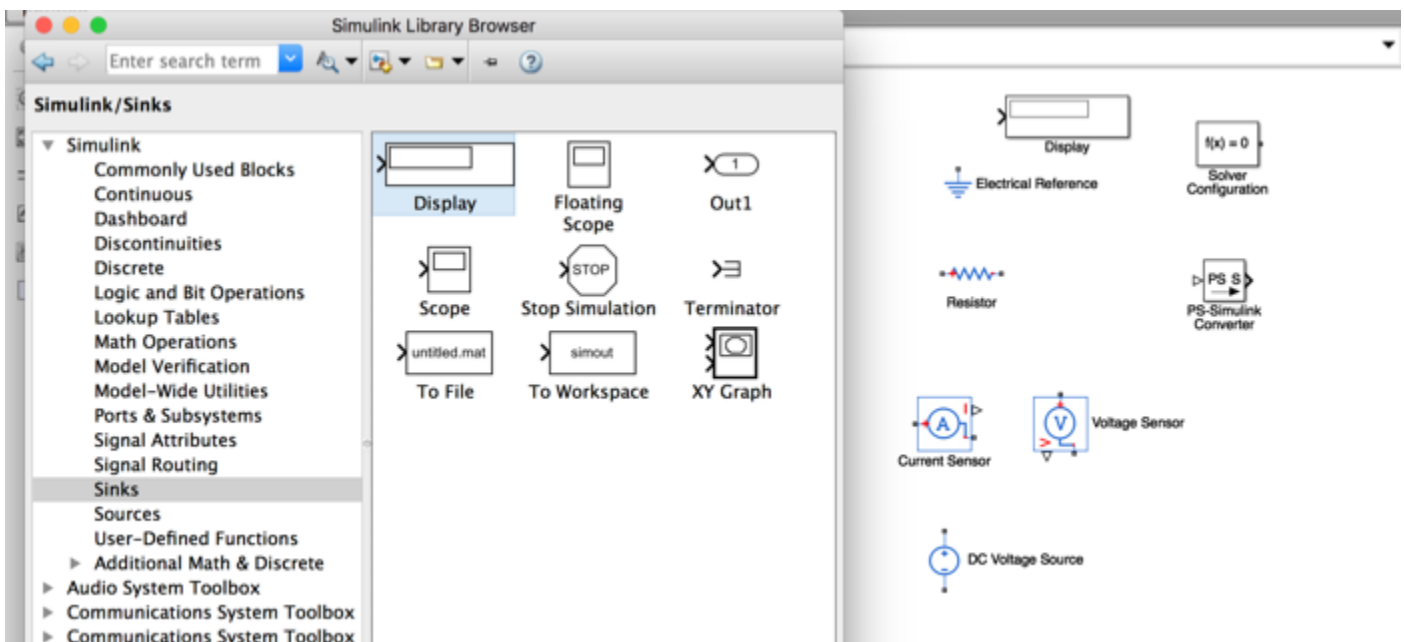 Simulink Library Browser
Enter search term
Simulink/Sinks
Simulink
Commonly Used Blocks
Continuous
Dashboard
Discontinuities
Discrete
Logic and Bit Operations
Lookup Tables
Math Operations
Model Verification
Model-Wide Utilities
Ports & Subsystems
Signal Attributes
Signal Routing
Sinks
Sources
User-Defined Functions
Additional Math & Discrete
Audio System Toolbox
Communications System Toolbox
Communications System Toolbox
Display
Floating
Scope
1
Out1
Scope
STOP
Stop Simulation
Terminator
untitled.mat
To File
simout
To Workspace
XY Graph
Display
f(x) = 0
Solver
Configuration
Electrical Reference
Resistor
PS S
PS-Simulink
Converter
A
I
Current Sensor
V
V
Voltage Sensor
DC Voltage Source